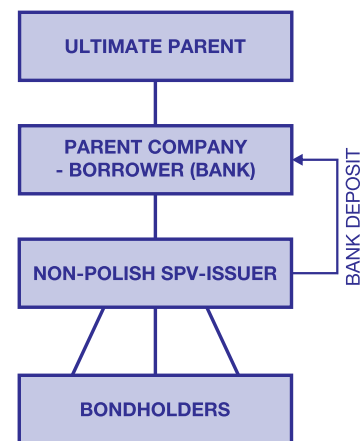 ULTIMATE PARENT
PARENT COMPANY
- BORROWER (BANK)
BANK DEPOSIT
NON-POLISH SPV-ISSUER
BONDHOLDERS